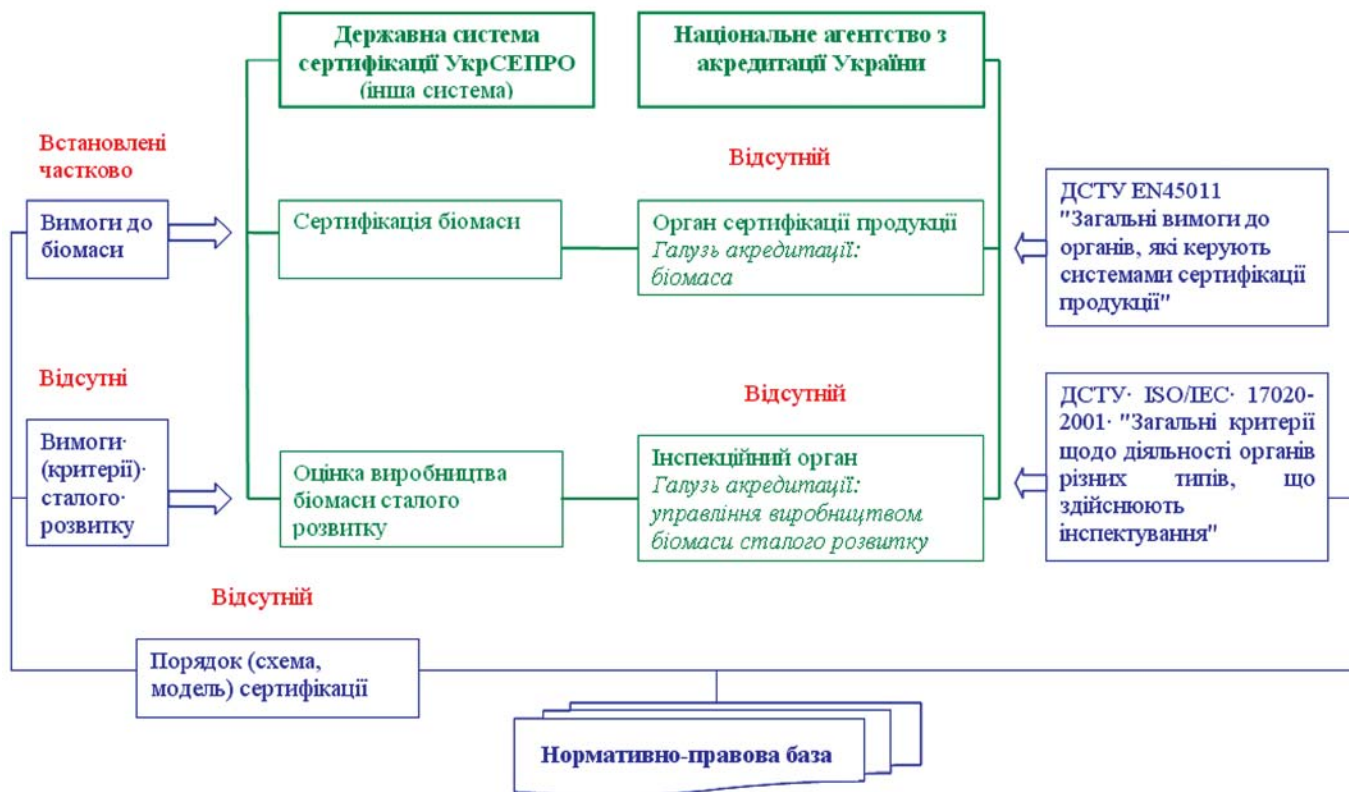 Державна система
сертифікації УкрСЕПРО
(інша система)
Національне агентство з
акредитації України
Встановлені
частково
Відсутній
Вимоги до
біомаси
Сертифікація біомаси
Орган сертифікації продукції
Галузь акредитації:
біомаса
ДСТУ EN45011
"Загальні вимоги до
органів, які керують
системами сертифікації
продукції"
Відсутні
Відсутній
Вимоги·
(критерії)·
сталого·
розвитку
Оцінка виробництва
біомаси сталого
розвитку
Інспекційний орган
Галузь акредитації:
управління виробництвом
біомаси сталого розвитку
ДСТУ· ISO/IEC· 17020-
2001· "Загальні критерії
щодо діяльності органів
різних типів, що
здійснюють
інспектування"
Відсутній
Порядок (схема,
модель) сертифікації
Нормативно-правова база